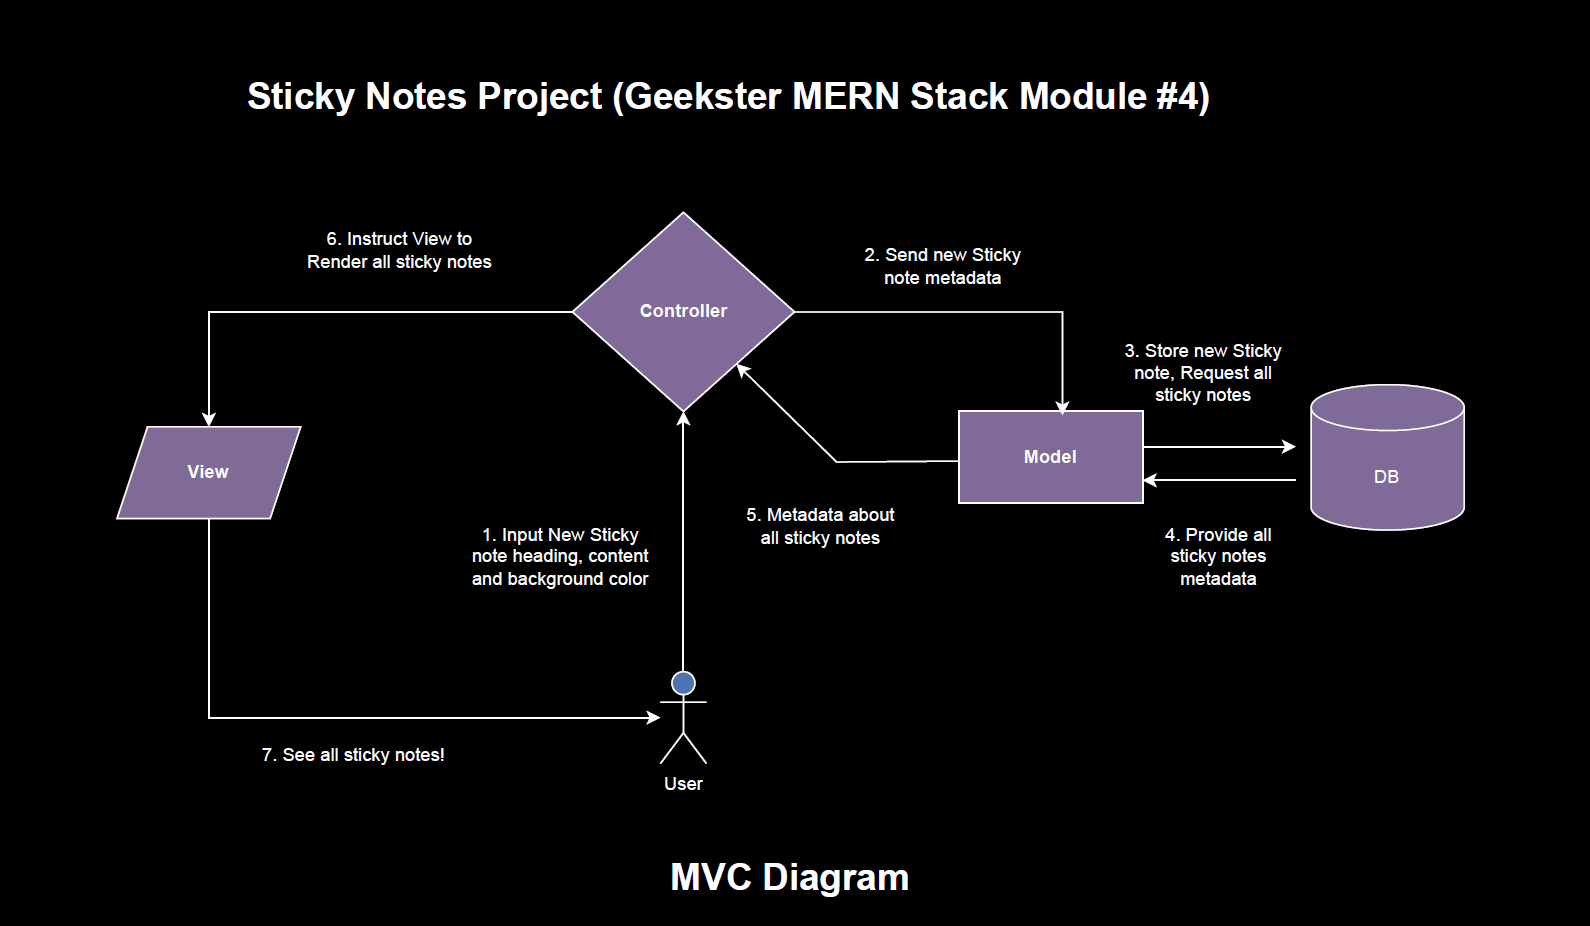 Sticky Notes Project (Geekster MERN Stack Module #4)
6. Instruct View to
Render all sticky notes
2. Send new Sticky
note metadata
Controller
3. Store new Sticky
note, Request all
sticky notes
View
Model
DB
5. Metadata about
all sticky notes
1. Input New Sticky
note heading, content
and background color
4. Provide all
sticky notes
metadata
7. See all sticky notes!
User
MVC Diagram